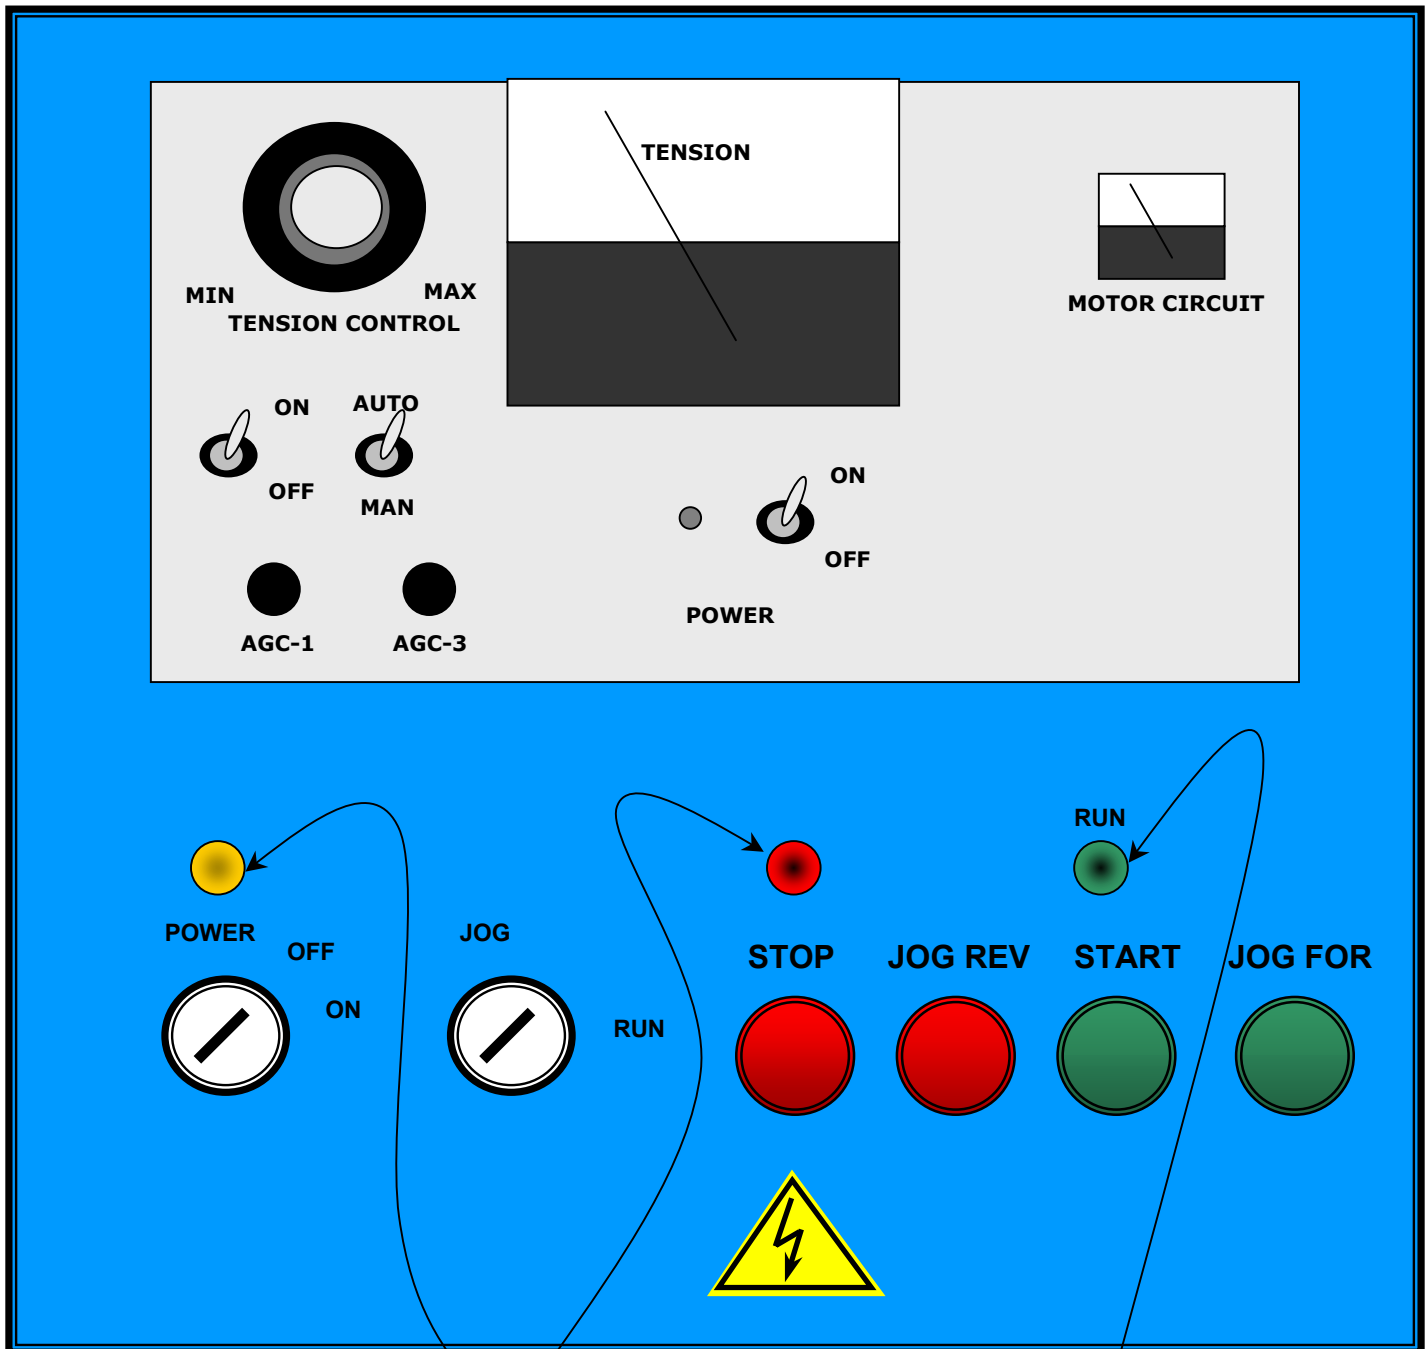 TENSION
MIN
MAX
TENSION CONTROL
MOTOR CIRCUIT
ON
AUTO
OFF
MAN
ON
OFF
POWER
AGC-1
AGC-3
RUN
POWER
OFF
ON
JOG
RUN
STOP
JOG REV
START
JOG FOR